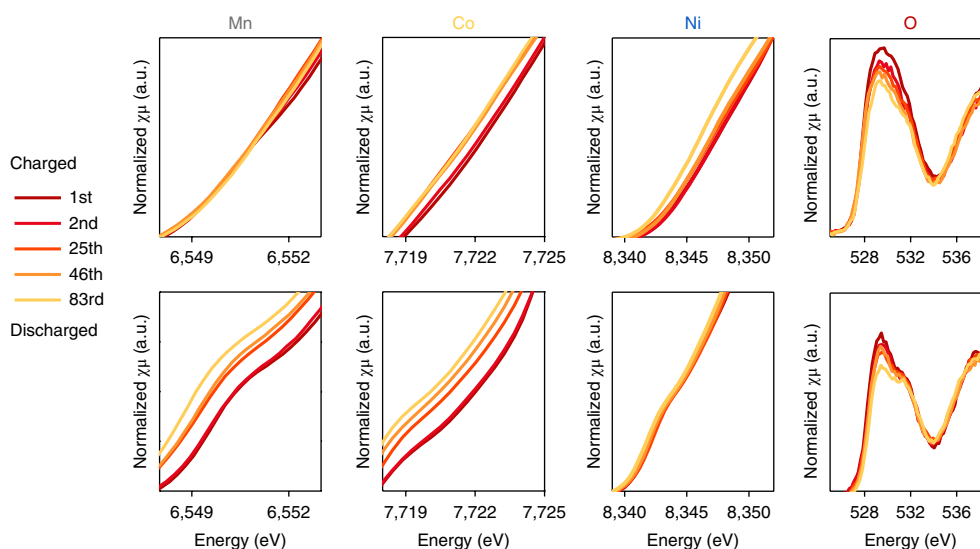 Mn
Co
Ni
O
Normalized χμ (a.u.)
Normalized χμ (a.u.)
Normalized χμ (a.u.)
Normalized χμ (a.u.)
6,549 6,552
7,719 7,722 7,725
8,340 8,345 8,350
528 532 536
Charged
1st
2nd
25th
46th
83rd
Discharged
Normalized χμ (a.u.)
Normalized χμ (a.u.)
Normalized χμ (a.u.)
Normalized χμ (a.u.)
6,549 6,552
7,719 7,722 7,725
8,340 8,345 8,350
528 532 536
Energy (eV)
Energy (eV)
Energy (eV)
Energy (eV)